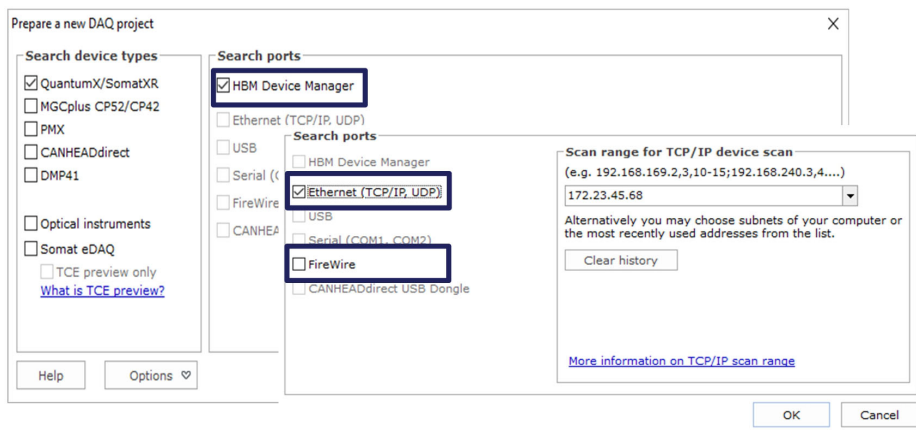 Prepare a new DAQ project
Search device types
QuantumX/SomatXR
MGCplus CP52/CP42
PMX
CANHEADdirect
DMP41
Optical instruments
Somat eDAQ
TCE preview only
What is TCE preview?
Help
Options
Search ports
HBM Device Manager
Ethernet (TCP/IP, UDP)
USB
Serial (
FireWire
CANHEA
Search ports
HBM Device Manager
Ethernet (TCP/IP, UDP)
USB
Serial (COM1, COM2)
FireWire
CANHEADdirect USB Dongle
Scan range for TCP/IP device scan
(e.g. 192.168.169.2,3,10-15;192.168.240.3,4....)
172.23.45.68
Alternatively you may choose subnets of your computer or
the most recently used addresses from the list.
Clear history
More information on TCP/IP scan range
OK
Cancel